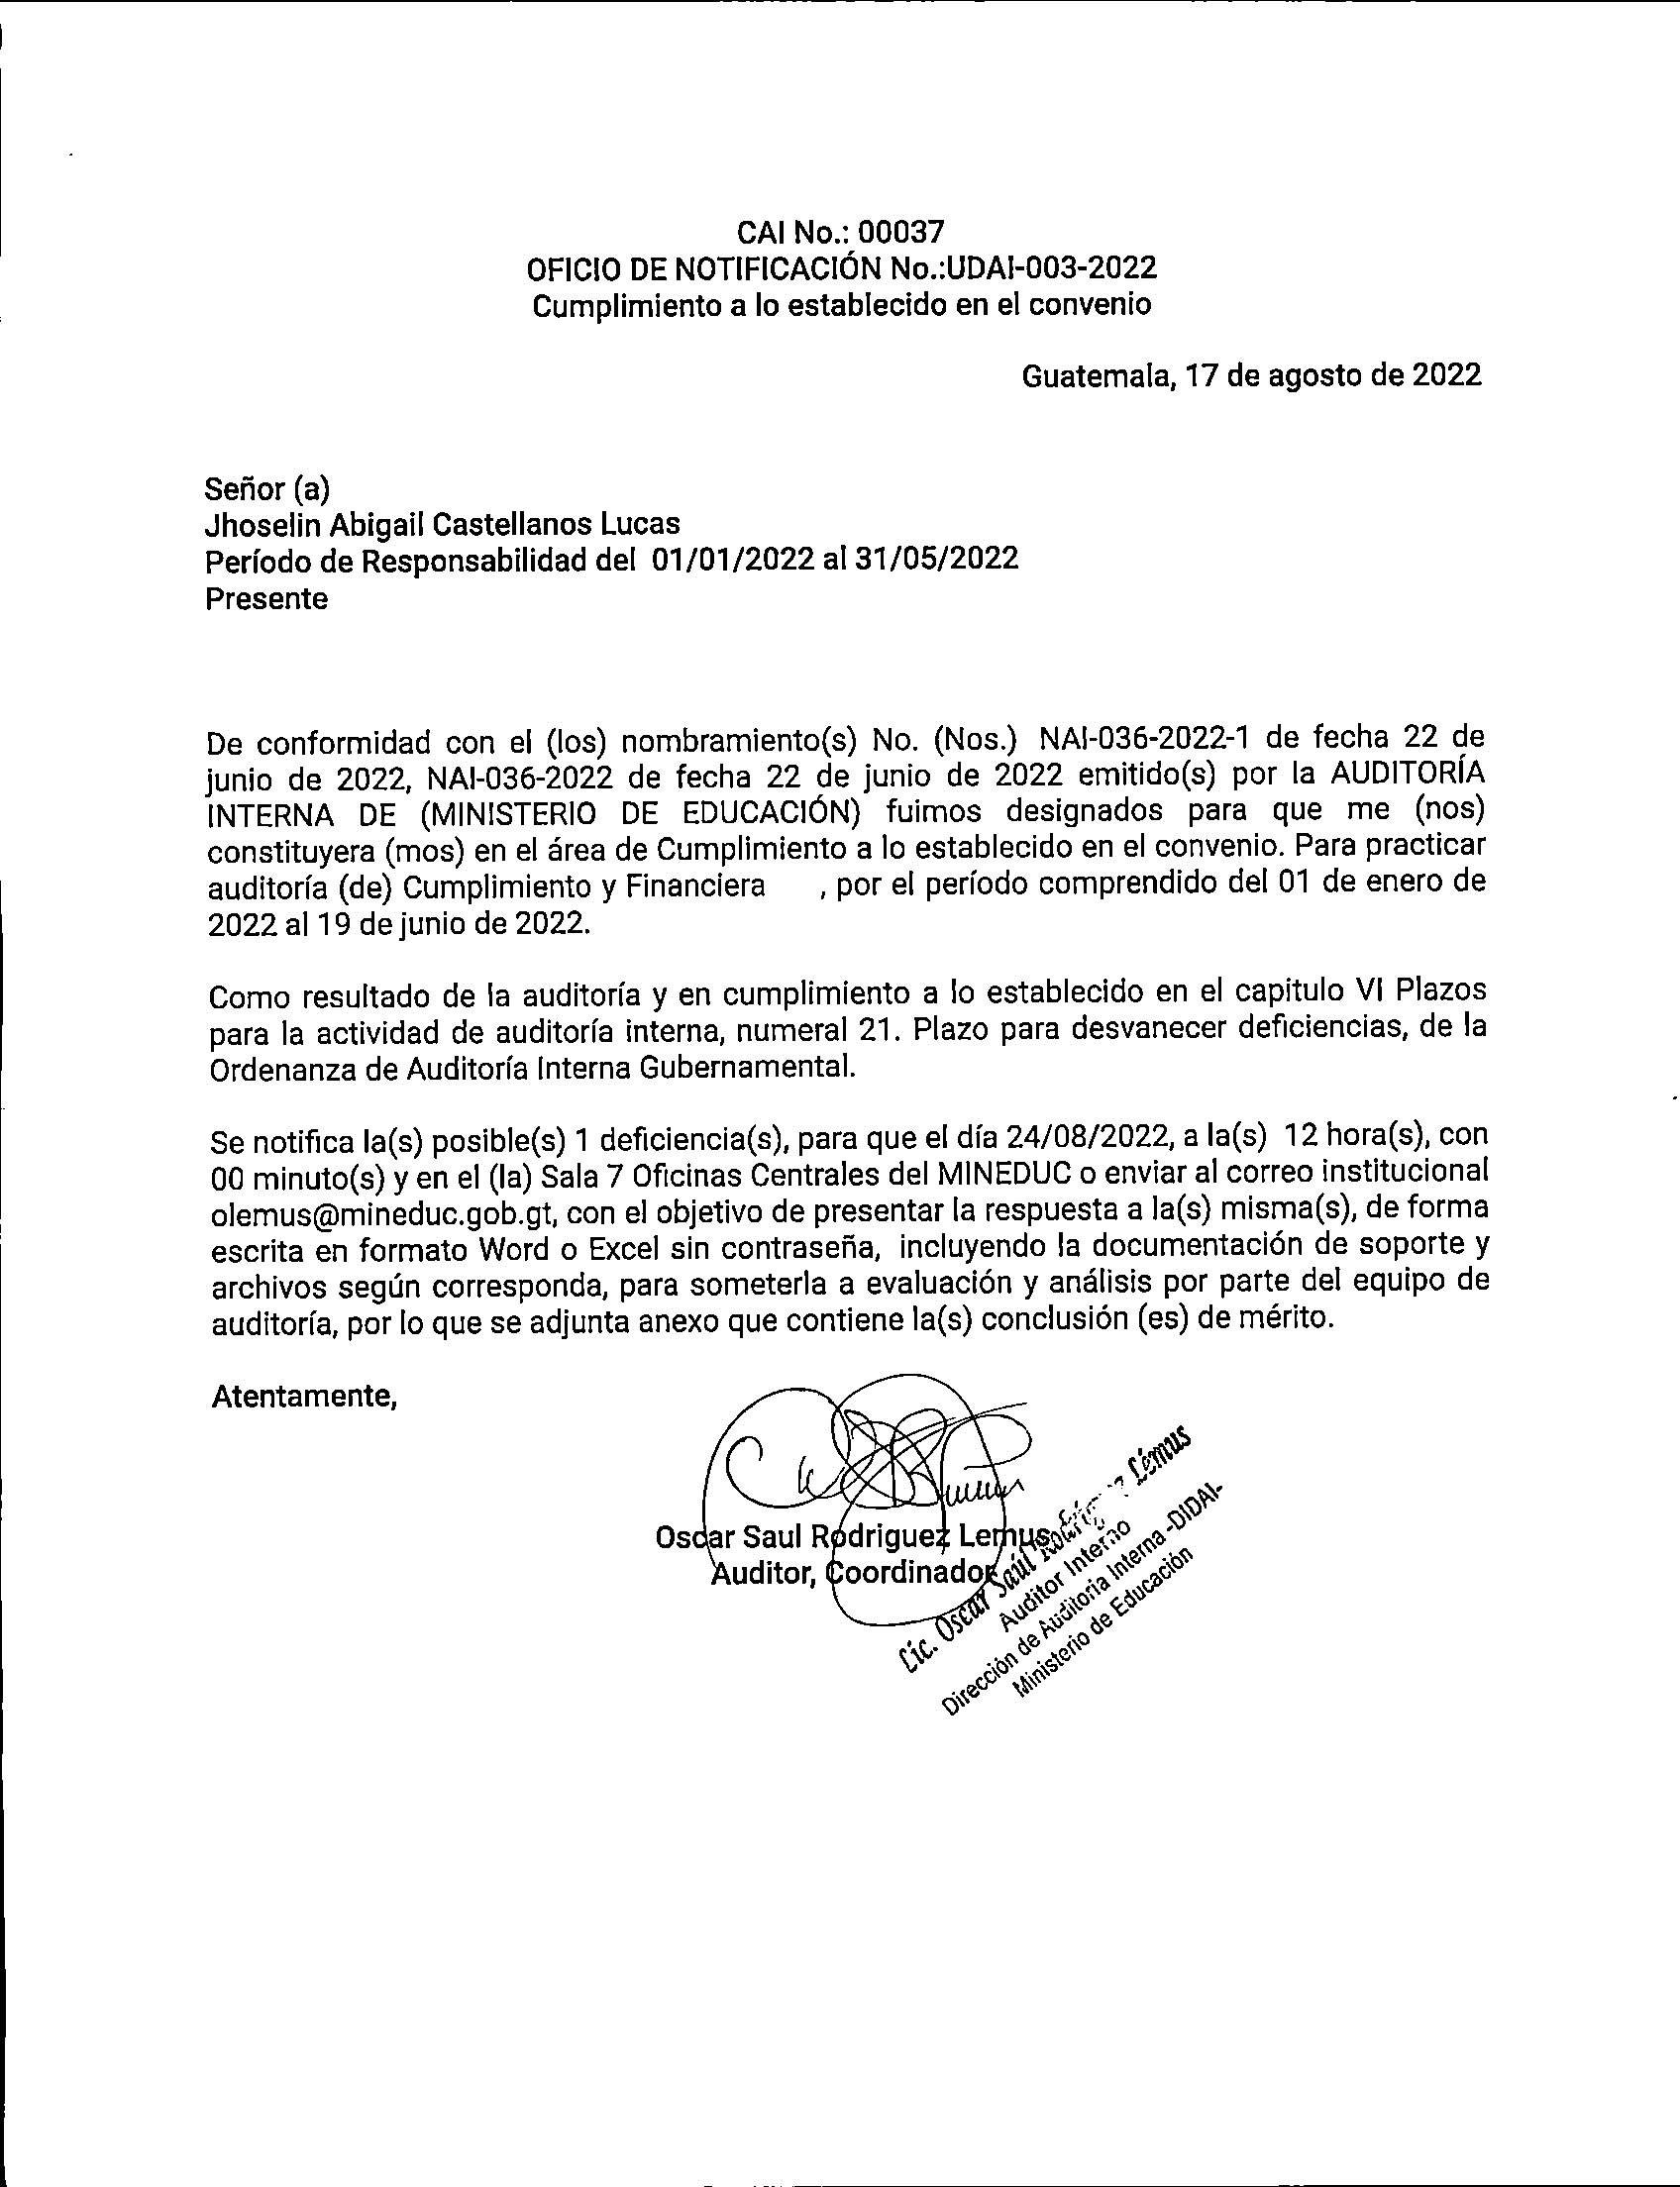 CAI No.: 00037
OFICIO DE NOTIFICACIÓN No.:UDAI-003-2022
Cumplimiento a lo establecido en el convenio
Guatemala, 17 de agosto de 2022
Señor (a)
Jhoselin Abigail Castellanos Lucas
Período de Responsabilidad del 01/01/2022 al 31/05/2022
Presente
De conformidad con el (los) nombramiento(s) No. (Nos.) NAI-036-2022-1 de fecha 22 de
junio de 2022, NAI-036-2022 de fecha 22 de junio de 2022 emitido(s) por la AUDITORÍA
INTERNA DE (MINISTERIO DE EDUCACIÓN) fuimos designados para que me (nos)
constituyera (mos) en el área de Cumplimiento a lo establecido en el convenio. Para practicar
auditoría (de) Cumplimiento y Financiera , por el período comprendido del 01 de enero de
2022 al 19 de junio de 2022.
Como resultado de la auditoría y en cumplimiento a lo establecido en el capitulo VI Plazos
para la actividad de auditoría interna, numeral 21. Plazo para desvanecer deficiencias, de la
Ordenanza de Auditoría Interna Gubernamental.
Se notifica la(s) posible(s) 1 deficiencia(s), para que el día 24/08/2022, a la(s) 12 hora(s), con
00 minuto(s) y en el (la) Sala 7 Oficinas Centrales del MINEDUC o enviar al correo institucional
olemus@mineduc.gob.gt, con el objetivo de presentar la respuesta a la(s) misma(s), de forma
escrita en formato Word o Excel sin contraseña, incluyendo la documentación de soporte y
archivos según corresponda, para someterla a evaluación y análisis por parte del equipo de
auditoría, por lo que se adjunta anexo que contiene la(s) conclusión (es) de mérito.
Atentamente,
Oscar Saul Rodriguez Lemus
Auditor, Coordinador
Lic. Oscar Saúl Rodríguez Lémus
Auditor Interno
Dirección de Auditoria Interna -DIDAI-
Ministerio de Educación